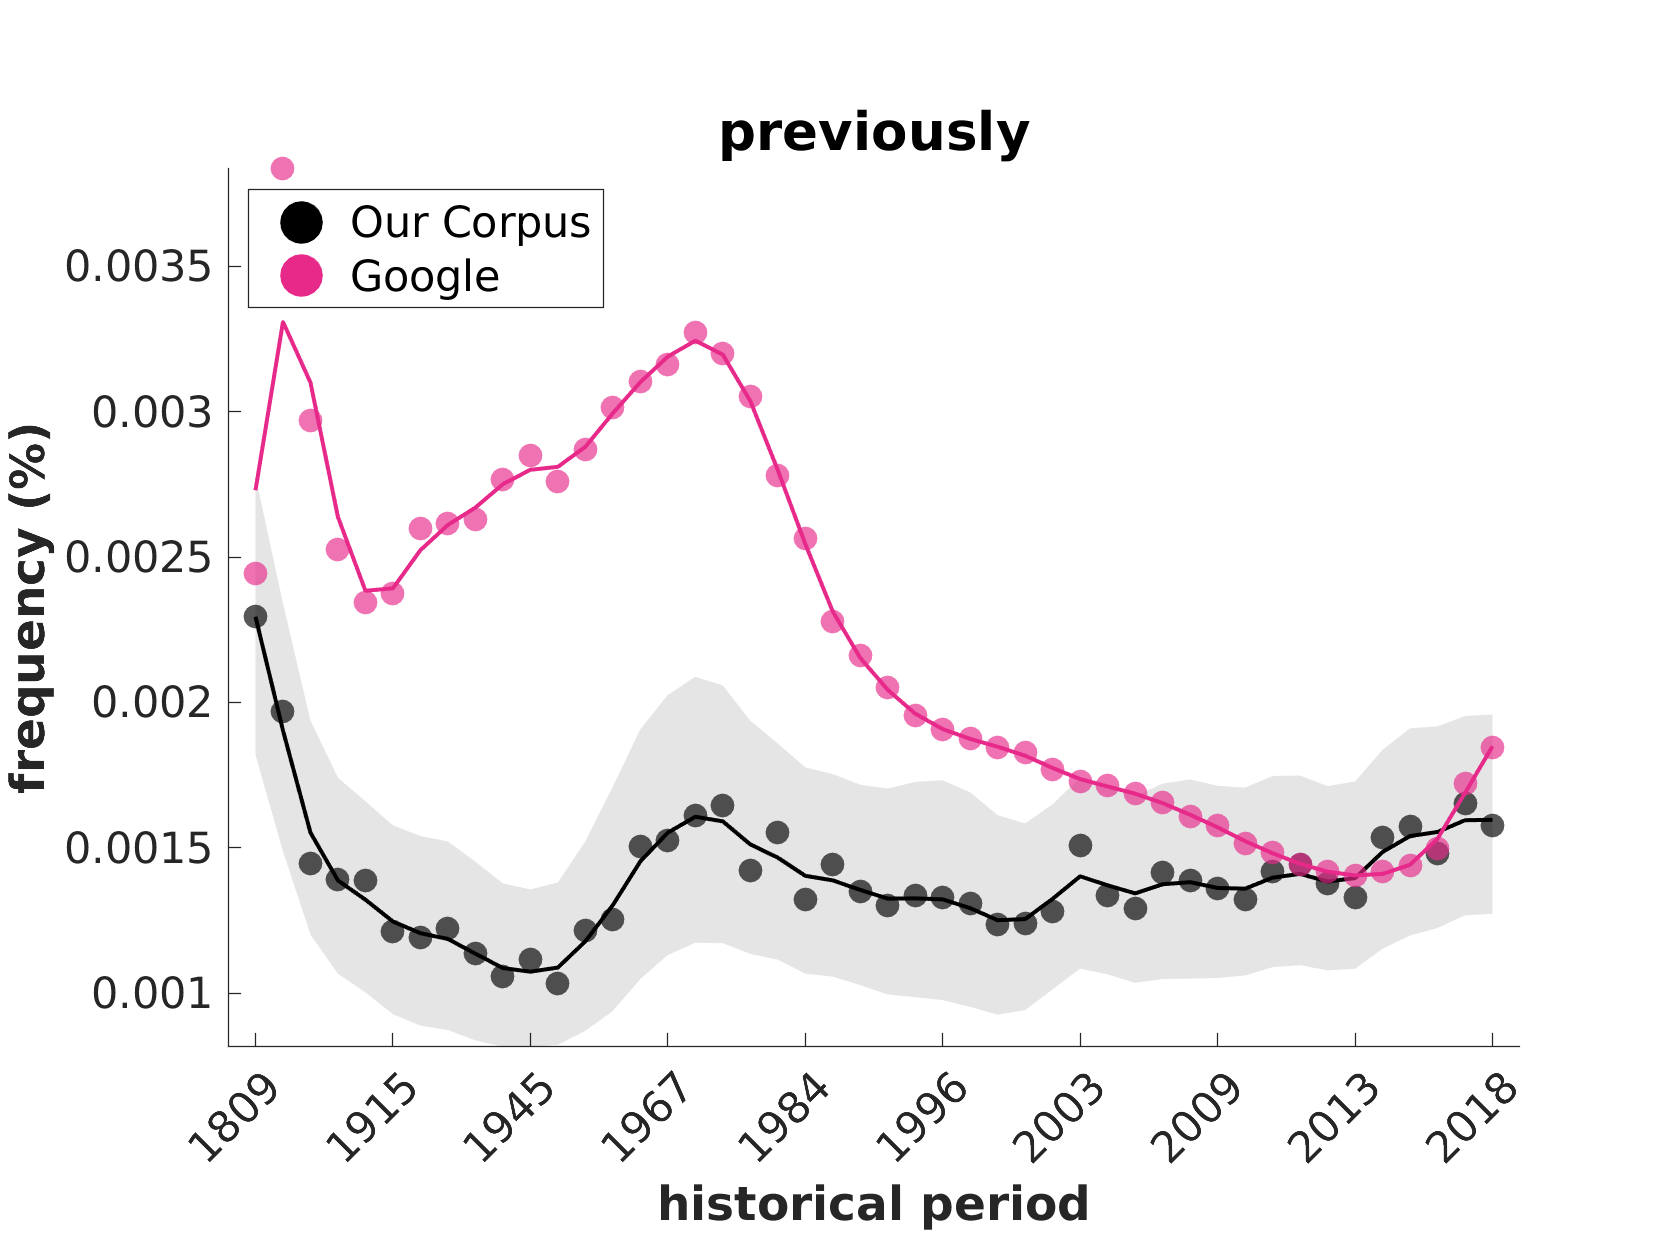 previously
Our Corpus
Google
0.0035
0.003
0.0025
0.002
0.0015
0.001
frequency (%)
1809 1915 1945 1967 1984 1996 2003 2009 2013 2018
historical period